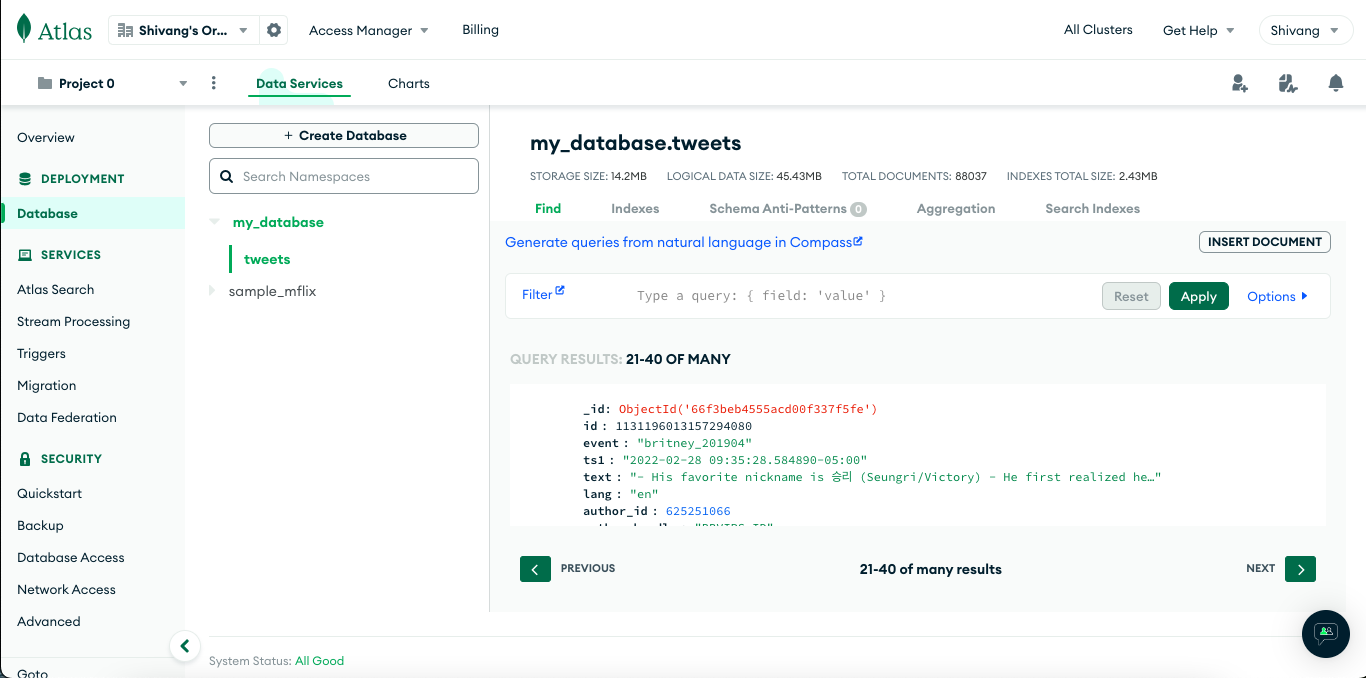 Atlas
Shivang's Or...
Access Manager
Billing
All Clusters
Get Help
Shivang
Project 0
Data Services
Charts
Overview
DEPLOYMENT
Database
SERVICES
Atlas Search
Stream Processing
Triggers
Migration
Data Federation
SECURITY
Quickstart
Backup
Database Access
Network Access
Advanced
Goto
+ Create Database
Search Namespaces
my_database
tweets
sample_mflix
my_database.tweets
STORAGE SIZE: 14.2MB LOGICAL DATA SIZE: 45.43MB TOTAL DOCUMENTS: 88037 INDEXES TOTAL SIZE: 2.43MB
Find Indexes Schema Anti-Patterns 0 Aggregation Search Indexes
Generate queries from natural language in Compass
INSERT DOCUMENT
Filter
Type a query: { field: 'value' }
Reset
Apply
Options
QUERY RESULTS: 21-40 OF MANY
_id: ObjectId('66f3beb4555acd00f337f5fe')
id : 1131196013157294080
event : "britney_201904"
ts1 : "2022-02-28 09:35:28.584890-05:00"
text : "- His favorite nickname is 승리 (Seungri/Victory) - He first realized he…"
lang : "en"
author_id : 625251066
PREVIOUS
21-40 of many results
NEXT
System Status: All Good